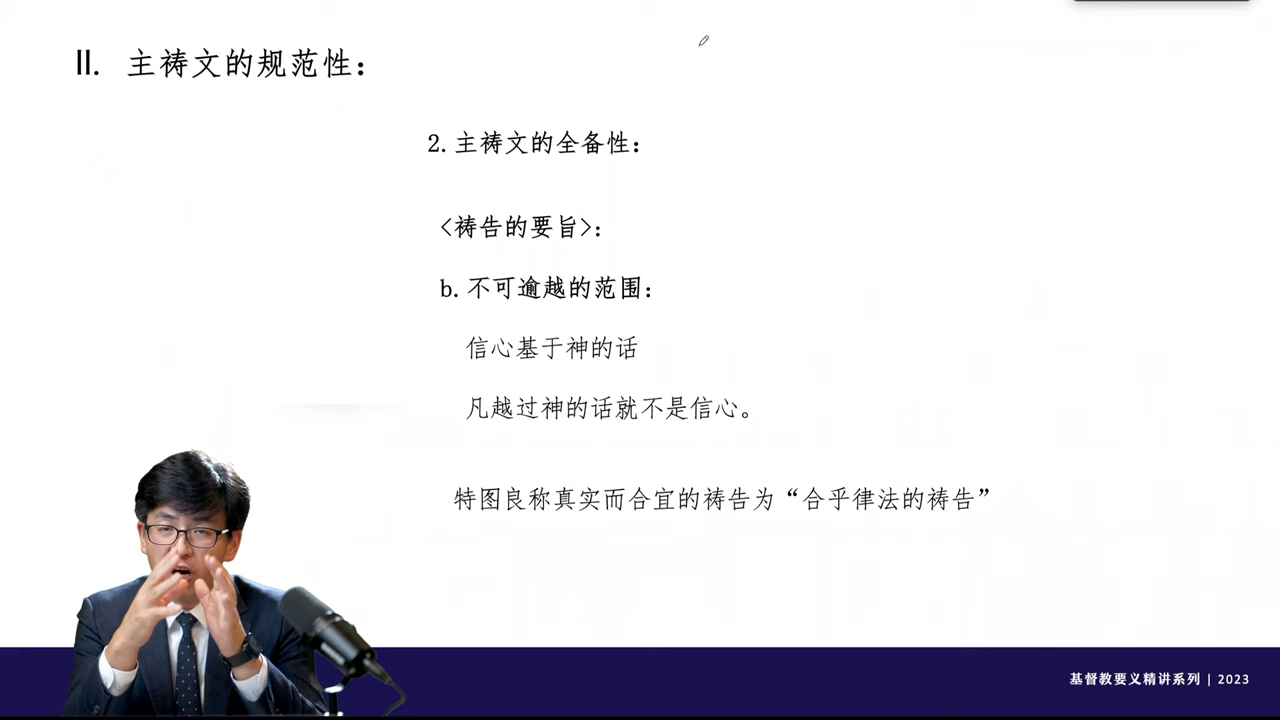 II. 主祷文的规范性：
2. 主祷文的全备性：
<祷告的要旨>：
b. 不可逾越的范围：
信心基于神的话
凡越过神的话就不是信心。
特图良称真实而合宜的祷告为“合乎律法的祷告”
基督教要义精讲系列 | 2023